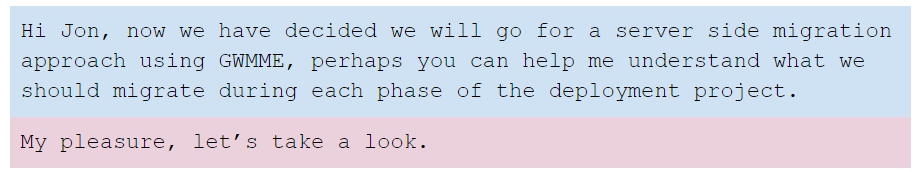 Hi Jon, now we have decided we will go for a server side migration
approach using GWMME, perhaps you can help me understand what we
should migrate during each phase of the deployment project.
My pleasure, let’s take a look.